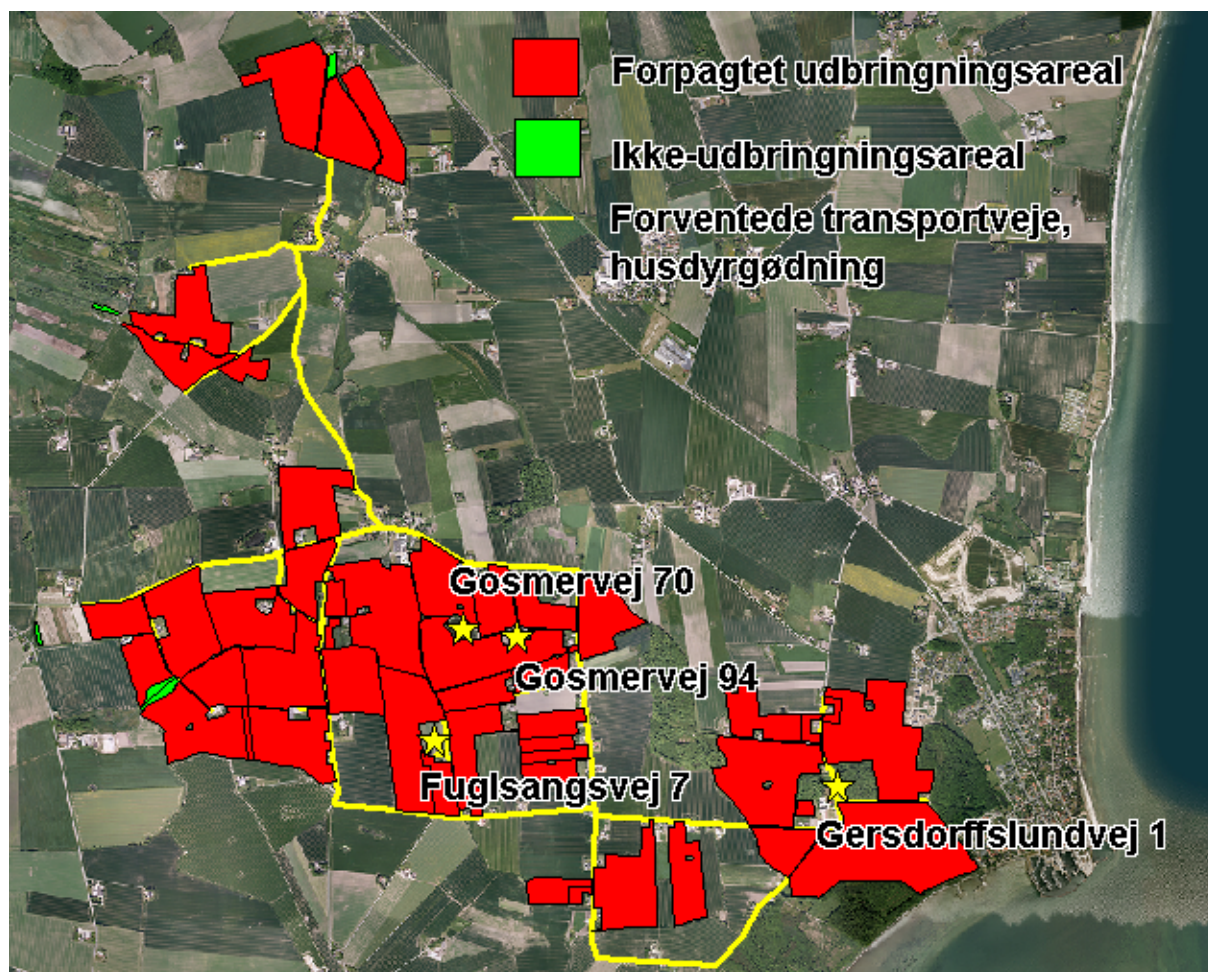 Forpagtet udbringningsareal
Ikke-udbringningsareal
Forventede transportveje,
husdyrgødning
Gosmervej 70
Gosmervej 94
Fuglsangsvej 7
Gersdorffslundvej 1